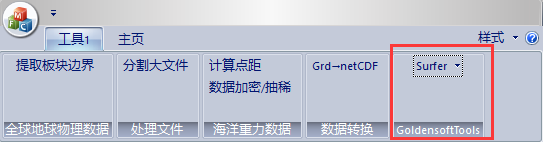 工具1 主页 样式
提取板块边界 分割大文件 计算点距 Grd→netCDF Surfer
数据加密/抽稀
全球地球物理数据 处理文件 海洋重力数据 数据转换 GoldensoftTools